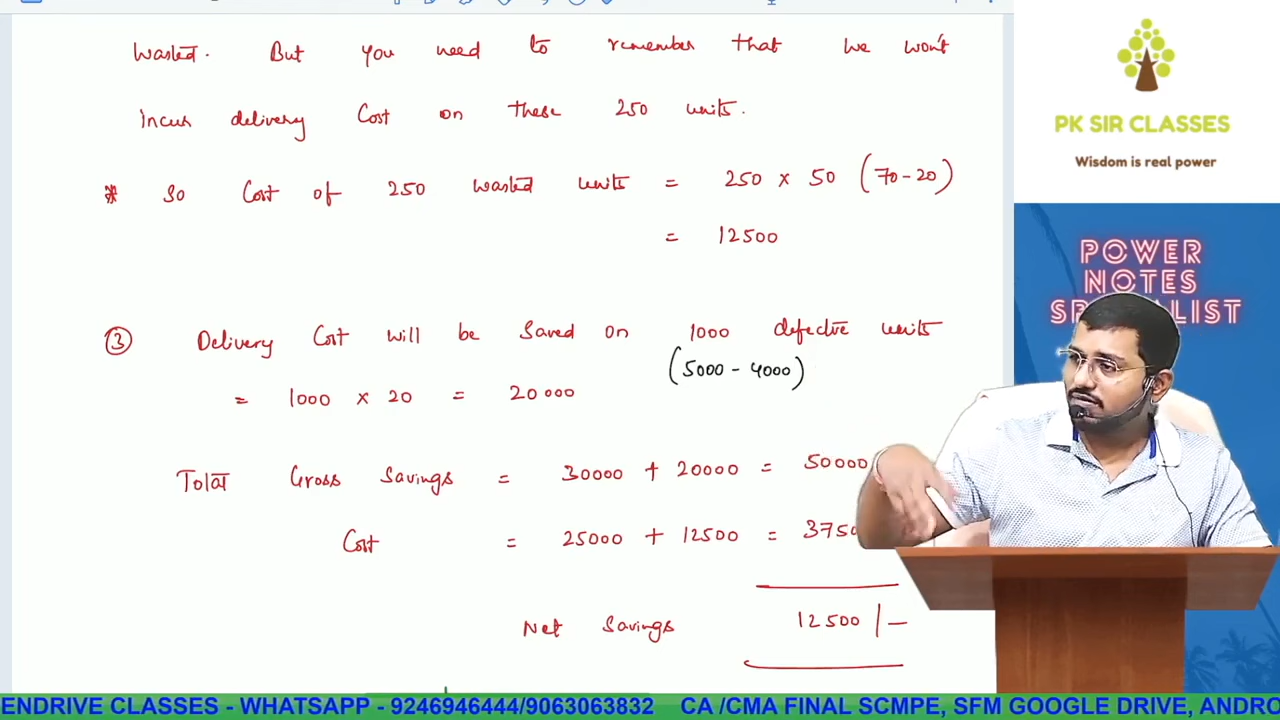 wasted. But you need to remember that we won't
incur delivery cost on these 250 units.
* So cost of 250 wasted units = 250 × 50 (70-20)
= 12500
③ Delivery cost will be saved on 1000 defective units
(5000 - 4000)
= 1000 × 20 = 20000
Total Gross Savings = 30000 + 20000 = 50000
Cost = 25000 + 12500 = 3750
Net Savings 12500/-
PK SIR CLASSES
Wisdom is real power
POWER
NOTES
SPECIALIST
ENDRIVE CLASSES - WHATSAPP - 9246946444/9063063832 CA /CMA FINAL SCMPE, SFM GOOGLE DRIVE, ANDRO